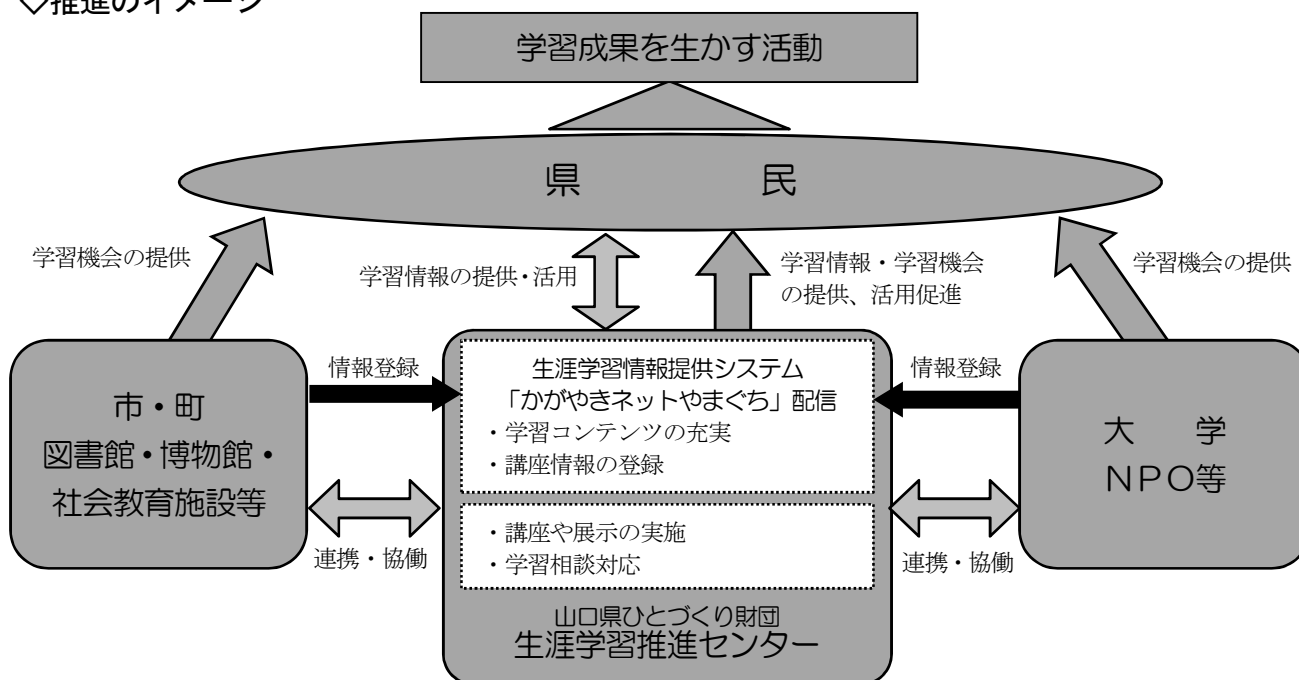 ◇推進のイメージ
学習成果を生かす活動
県　民
学習機会の提供
学習情報の提供・活用
学習情報・学習機会
の提供、活用促進
学習機会の提供
市・町
図書館・博物館・
社会教育施設等
情報登録
連携・協働
生涯学習情報提供システム
「かがやきネットやまぐち」配信
・学習コンテンツの充実
・講座情報の登録
・講座や展示の実施
・学習相談対応
山口県ひとづくり財団
生涯学習推進センター
情報登録
連携・協働
大　学
ＮＰＯ等